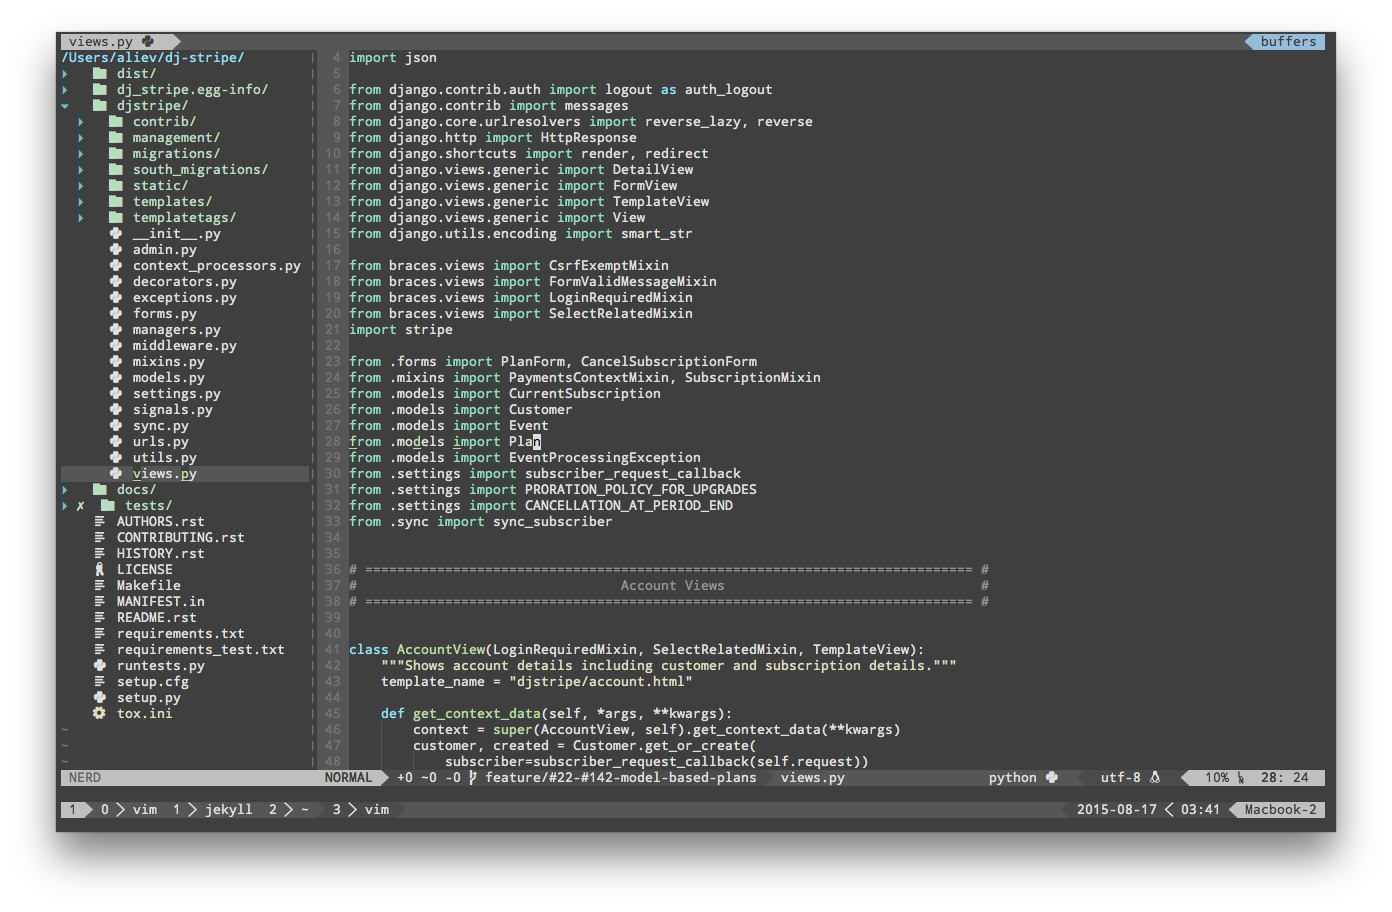 views.py
buffers
/Users/aliev/dj-stripe/
dist/
dj_stripe.egg-info/
djstripe/
contrib/
management/
migrations/
south_migrations/
static/
templates/
templatetags/
__init__.py
admin.py
context_processors.py
decorators.py
exceptions.py
forms.py
managers.py
middleware.py
mixins.py
models.py
settings.py
signals.py
sync.py
urls.py
utils.py
views.py
docs/
✗ tests/
AUTHORS.rst
CONTRIBUTING.rst
HISTORY.rst
LICENSE
Makefile
MANIFEST.in
README.rst
requirements.txt
requirements_test.txt
runtests.py
setup.cfg
setup.py
tox.ini
~
~
~
4 import json
5
6 from django.contrib.auth import logout as auth_logout
7 from django.contrib import messages
8 from django.core.urlresolvers import reverse_lazy, reverse
9 from django.http import HttpResponse
10 from django.shortcuts import render, redirect
11 from django.views.generic import DetailView
12 from django.views.generic import FormView
13 from django.views.generic import TemplateView
14 from django.views.generic import View
15 from django.utils.encoding import smart_str
16
17 from braces.views import CsrfExemptMixin
18 from braces.views import FormValidMessageMixin
19 from braces.views import LoginRequiredMixin
20 from braces.views import SelectRelatedMixin
21 import stripe
22
23 from .forms import PlanForm, CancelSubscriptionForm
24 from .mixins import PaymentsContextMixin, SubscriptionMixin
25 from .models import CurrentSubscription
26 from .models import Customer
27 from .models import Event
28 from .models import Plan
29 from .models import EventProcessingException
30 from .settings import subscriber_request_callback
31 from .settings import PRORATION_POLICY_FOR_UPGRADES
32 from .settings import CANCELLATION_AT_PERIOD_END
33 from .sync import sync_subscriber
34
35
36 # ============================================================================ #
37 # Account Views #
38 # ============================================================================ #
39
40
41 class AccountView(LoginRequiredMixin, SelectRelatedMixin, TemplateView):
42 """Shows account details including customer and subscription details."""
43 template_name = "djstripe/account.html"
44
45 def get_context_data(self, *args, **kwargs):
46 context = super(AccountView, self).get_context_data(**kwargs)
47 customer, created = Customer.get_or_create(
48 subscriber=subscriber_request_callback(self.request))
NERD
NORMAL +0 ~0 -0 feature/#22-#142-model-based-plans views.py python utf-8 10% 28: 24
1 0 vim 1 jekyll 2 ~ 3 vim 2015-08-17 03:41 Macbook-2